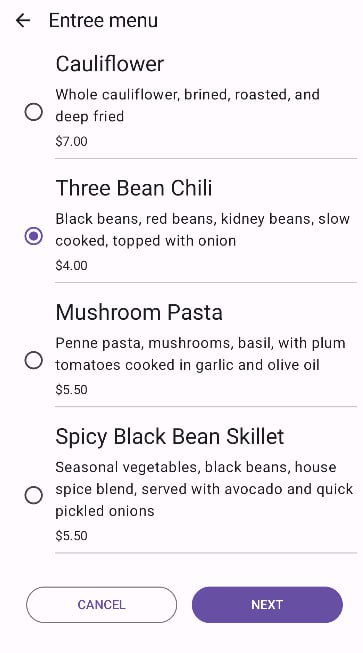 Entree menu
Cauliflower
Whole cauliflower, brined, roasted, and
deep fried
$7.00
Three Bean Chili
Black beans, red beans, kidney beans, slow
cooked, topped with onion
$4.00
Mushroom Pasta
Penne pasta, mushrooms, basil, with plum
tomatoes cooked in garlic and olive oil
$5.50
Spicy Black Bean Skillet
Seasonal vegetables, black beans, house
spice blend, served with avocado and quick
pickled onions
$5.50
CANCEL
NEXT